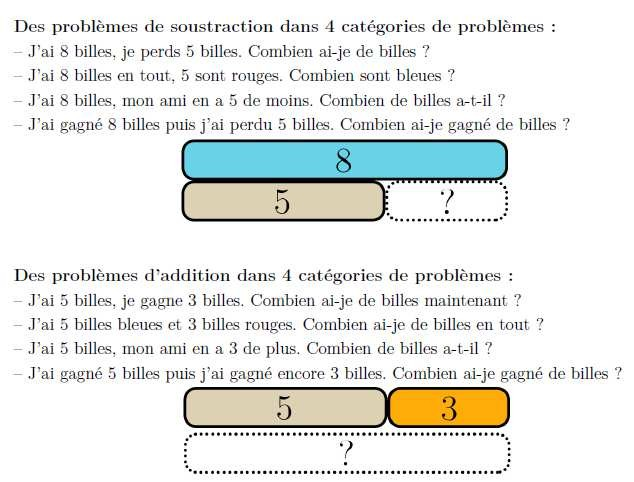 Des problèmes de soustraction dans 4 catégories de problèmes :
– J'ai 8 billes, je perds 5 billes. Combien ai-je de billes ?
– J'ai 8 billes en tout, 5 sont rouges. Combien sont bleues ?
– J'ai 8 billes, mon ami en a 5 de moins. Combien de billes a-t-il ?
– J'ai gagné 8 billes puis j'ai perdu 5 billes. Combien ai-je gagné de billes ?
8
5 ?
Des problèmes d'addition dans 4 catégories de problèmes :
– J'ai 5 billes, je gagne 3 billes. Combien ai-je de billes maintenant ?
– J'ai 5 billes bleues et 3 billes rouges. Combien ai-je de billes en tout ?
– J'ai 5 billes, mon ami en a 3 de plus. Combien de billes a-t-il ?
– J'ai gagné 5 billes puis j'ai gagné encore 3 billes. Combien ai-je gagné de billes ?
5 3
?